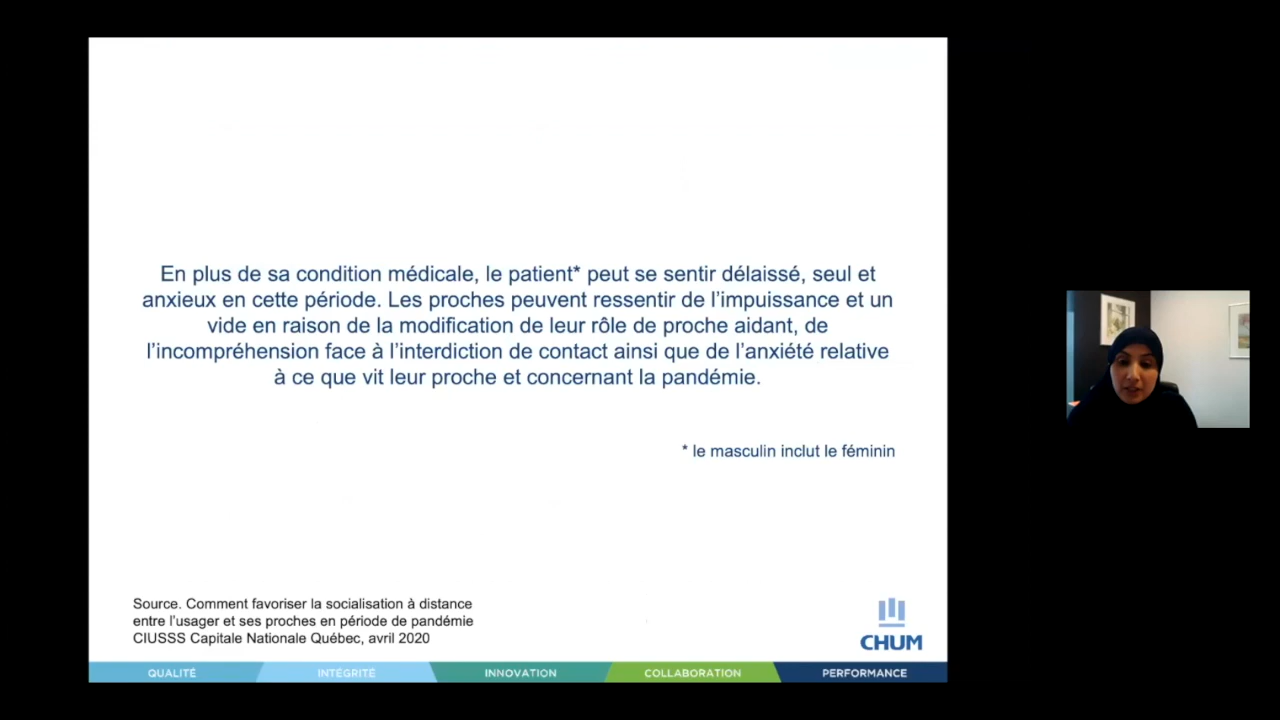 En plus de sa condition médicale, le patient* peut se sentir délaissé, seul et
anxieux en cette période. Les proches peuvent ressentir de l’impuissance et un
vide en raison de la modification de leur rôle de proche aidant, de
l’incompréhension face à l’interdiction de contact ainsi que de l’anxiété relative
à ce que vit leur proche et concernant la pandémie.
* le masculin inclut le féminin
Source. Comment favoriser la socialisation à distance
entre l’usager et ses proches en période de pandémie
CIUSSS Capitale Nationale Québec, avril 2020
CHUM
QUALITÉ INTÉGRITÉ INNOVATION COLLABORATION PERFORMANCE